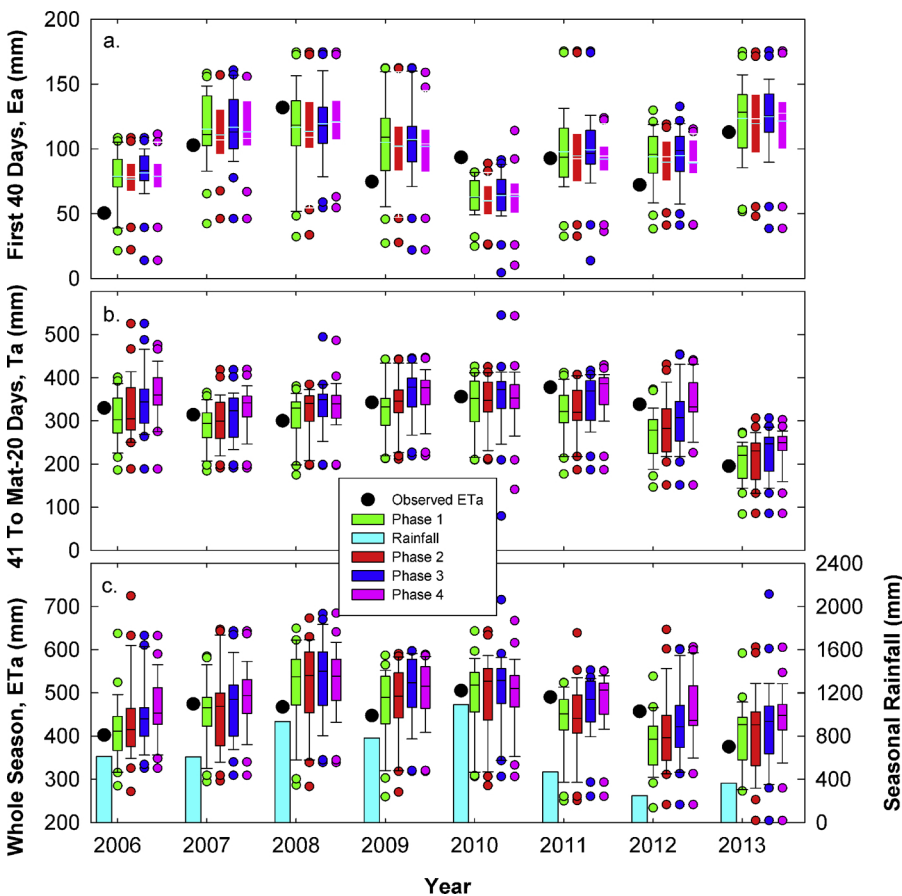 First 40 Days, Ea (mm)
200
150
100
50
0
a.
41 To Mat-20 Days, Ta (mm)
500
400
300
200
100
0
b.
Observed ETa
Phase 1
Rainfall
Phase 2
Phase 3
Phase 4
Whole Season, ETa (mm)
700
600
500
400
300
200
c.
2400
2000
1600
1200
800
400
0
Seasonal Rainfall (mm)
2006 2007 2008 2009 2010 2011 2012 2013
Year